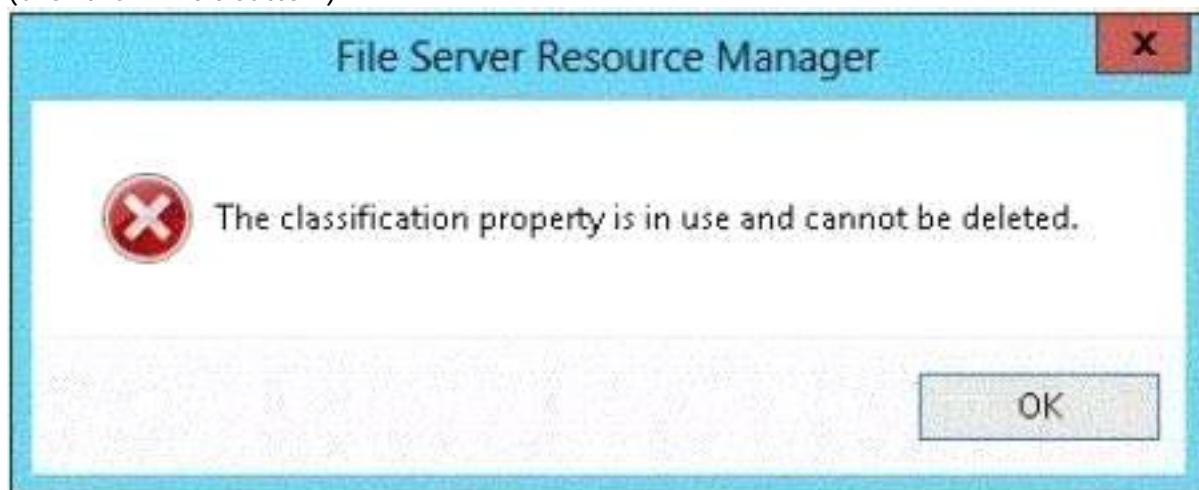 File Server Resource Manager
x
The classification property is in use and cannot be deleted.
OK